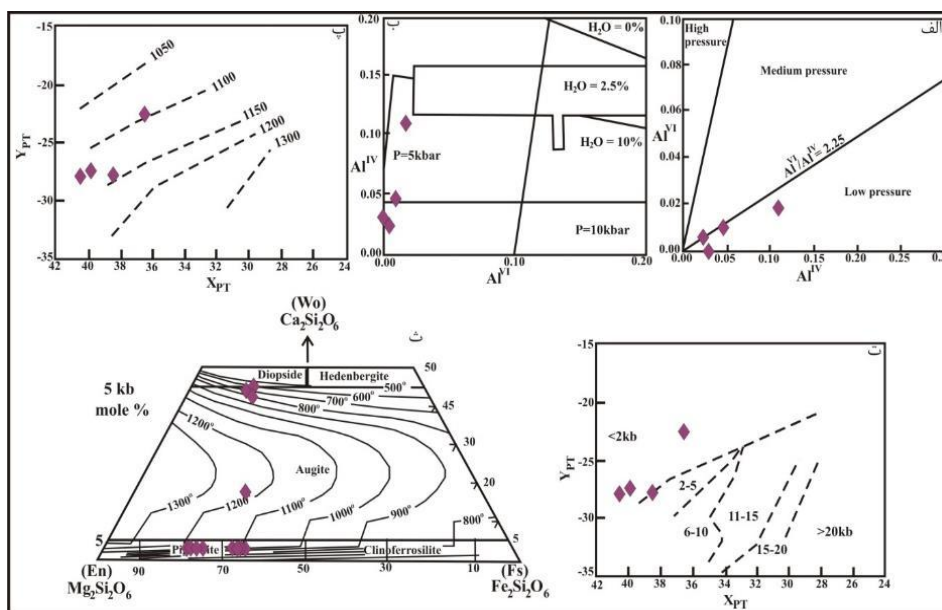 -15
-20
-25
-30
-35
Y_PT
1050
1100
1150
1200
1300
پ
42 40 38 36 34 32 30 28 26 24
X_PT
0.20
0.15
0.10
Al^IV
0.05
0.00
ب
H₂O = 0%
H₂O = 2.5%
H₂O = 10%
P=5kbar
P=10kbar
0.00 0.10 0.20
Al^VI
0.10
0.08
0.06
Al^VI
0.04
0.02
0.00
الف
High
pressure
Medium pressure
Al^VI/Al^IV = 2.25
Low pressure
0.00 0.05 0.10 0.15 0.20 0.25
Al^IV
(Wo)
Ca₂Si₂O₆
ث
5 kb
mole %
Diopside
Hedenbergite
50
500°
45
600°
700°
800°
30
1200°
Augite
20
1300°
1100°
1000°
900°
800°
5
5
Clinoferrosilite
(En)
Mg₂Si₂O₆
90 70 50 30 10
(Fs)
Fe₂Si₂O₆
-15
-20
-25
-30
-35
Y_PT
<2kb
2-5
6-10
11-15
15-20
>20kb
42 40 38 36 34 32 30 28 26 24
X_PT